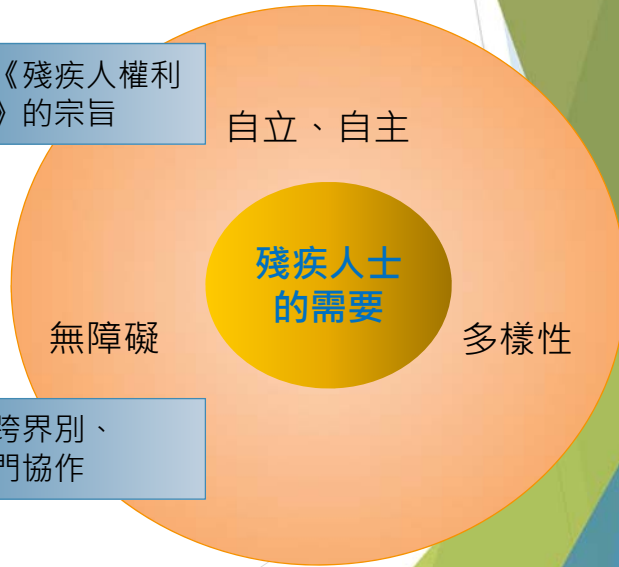 《殘疾人權利
》的宗旨
自立、自主
殘疾人士
的需要
無障礙
多樣性
跨界別、
門協作